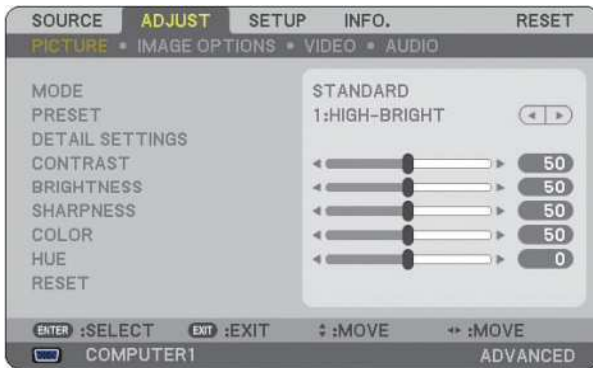 SOURCE ADJUST SETUP INFO. RESET
PICTURE • IMAGE OPTIONS • VIDEO • AUDIO
MODE STANDARD
PRESET 1:HIGH-BRIGHT
DETAIL SETTINGS
CONTRAST 50
BRIGHTNESS 50
SHARPNESS 50
COLOR 50
HUE 0
RESET
ENTER :SELECT EXIT :EXIT :MOVE :MOVE
COMPUTER1 ADVANCED